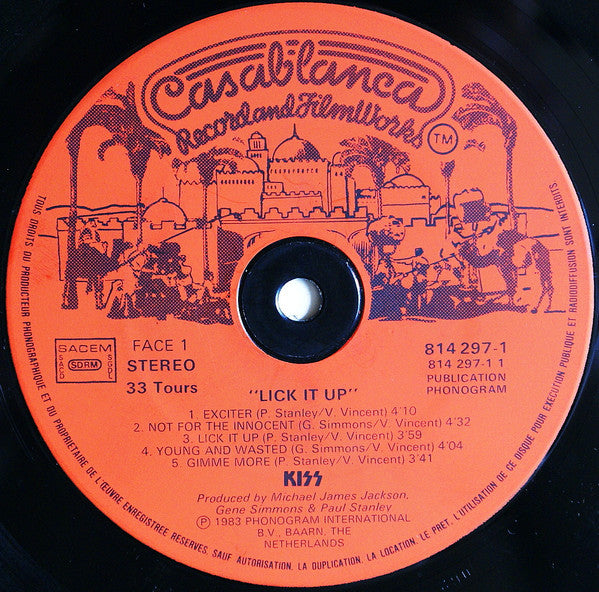 Casablanca
Record and FilmWorks
TM
SACEM
SACD SDRM SGDL
FACE 1
STEREO
33 Tours
814 297-1
814 297-1 1
PUBLICATION
PHONOGRAM
"LICK IT UP"
1. EXCITER (P. Stanley/V. Vincent) 4'10
2. NOT FOR THE INNOCENT (G. Simmons/V. Vincent) 4'32
3. LICK IT UP (P. Stanley/V. Vincent) 3'59
4. YOUNG AND WASTED (G. Simmons/V. Vincent) 4'04
5. GIMME MORE (P. Stanley/V. Vincent) 3'41
KISS
Produced by Michael James Jackson,
Gene Simmons & Paul Stanley
Ⓟ 1983 PHONOGRAM INTERNATIONAL
B.V., BAARN, THE
NETHERLANDS
TOUS DROITS DU PRODUCTEUR PHONOGRAPHIQUE ET DU PROPRIETAIRE DE L'ŒUVRE ENREGISTREE RESERVES. SAUF AUTORISATION, LA DUPLICATION, LA LOCATION, LE PRET, L'UTILISATION DE CE DISQUE POUR EXECUTION PUBLIQUE ET RADIODIFFUSION SONT INTERDITS